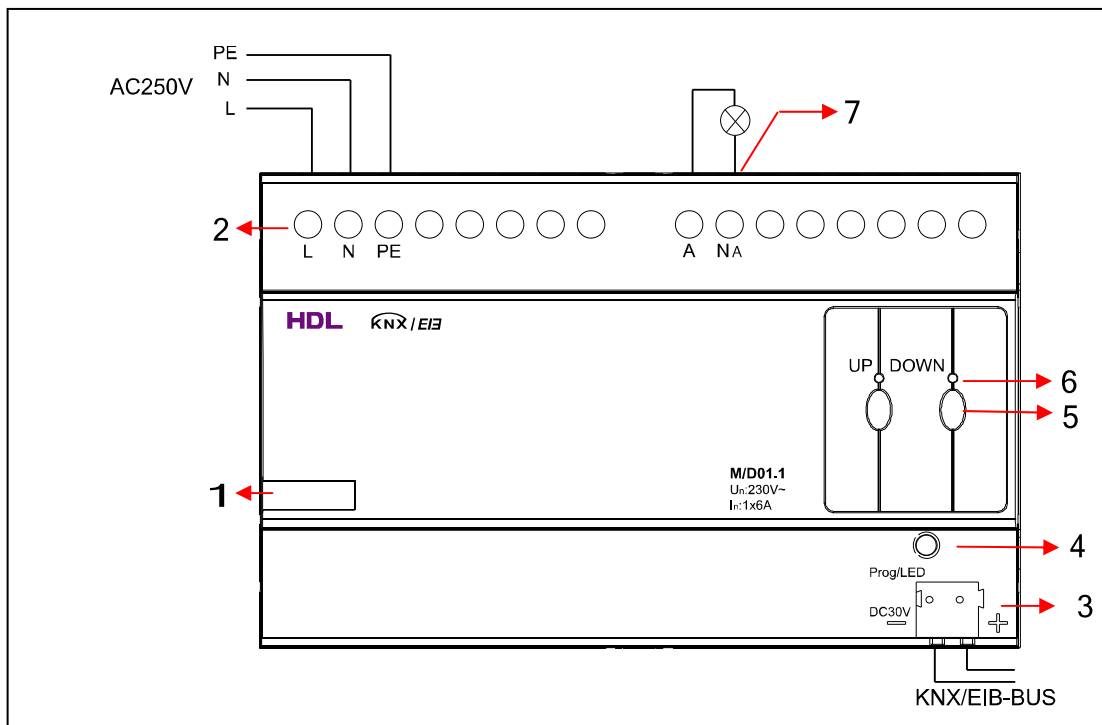 PE
AC250V N
L
7
2
L N PE A NA
HDL KNX/EIB
UP DOWN
6
5
M/D01.1
Un:230V~
In:1x6A
1
4
Prog/LED
3
DC30V
KNX/EIB-BUS